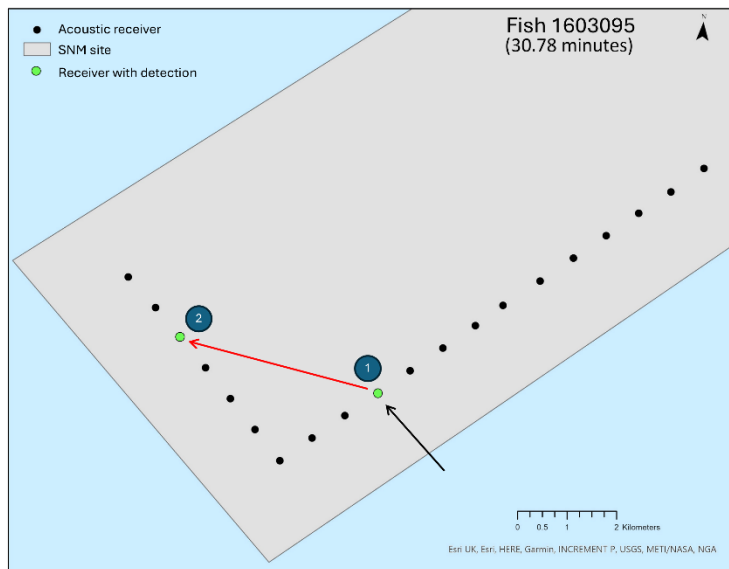 Acoustic receiver
SNM site
Receiver with detection
Fish 1603095
(30.78 minutes)
N
2
1
0 0.5 1 2 Kilometers
Esri UK, Esri, HERE, Garmin, INCREMENT P, USGS, METI/NASA, NGA